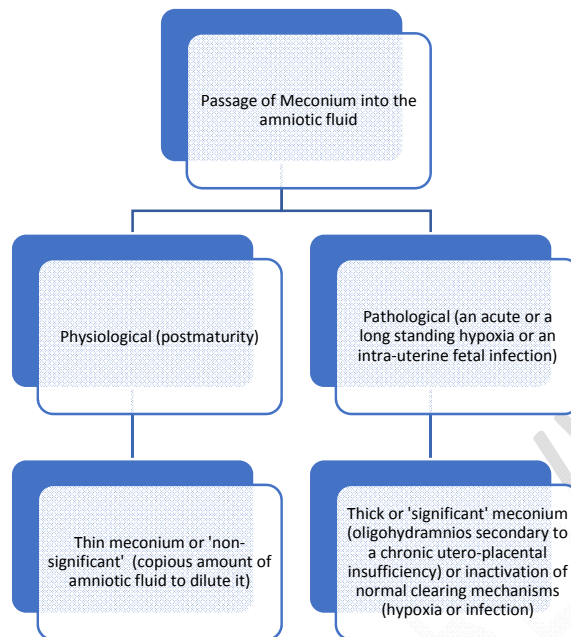 Passage of Meconium into the
amniotic fluid
Physiological (postmaturity)
Pathological (an acute or a
long standing hypoxia or an
intra-uterine fetal infection)
Thin meconium or 'non-
significant'  (copious amount of
amniotic fluid to dilute it)
Thick or 'significant' meconium
(oligohydramnios secondary to
a chronic utero-placental
insufficiency) or inactivation of
normal clearing mechanisms
(hypoxia or infection)